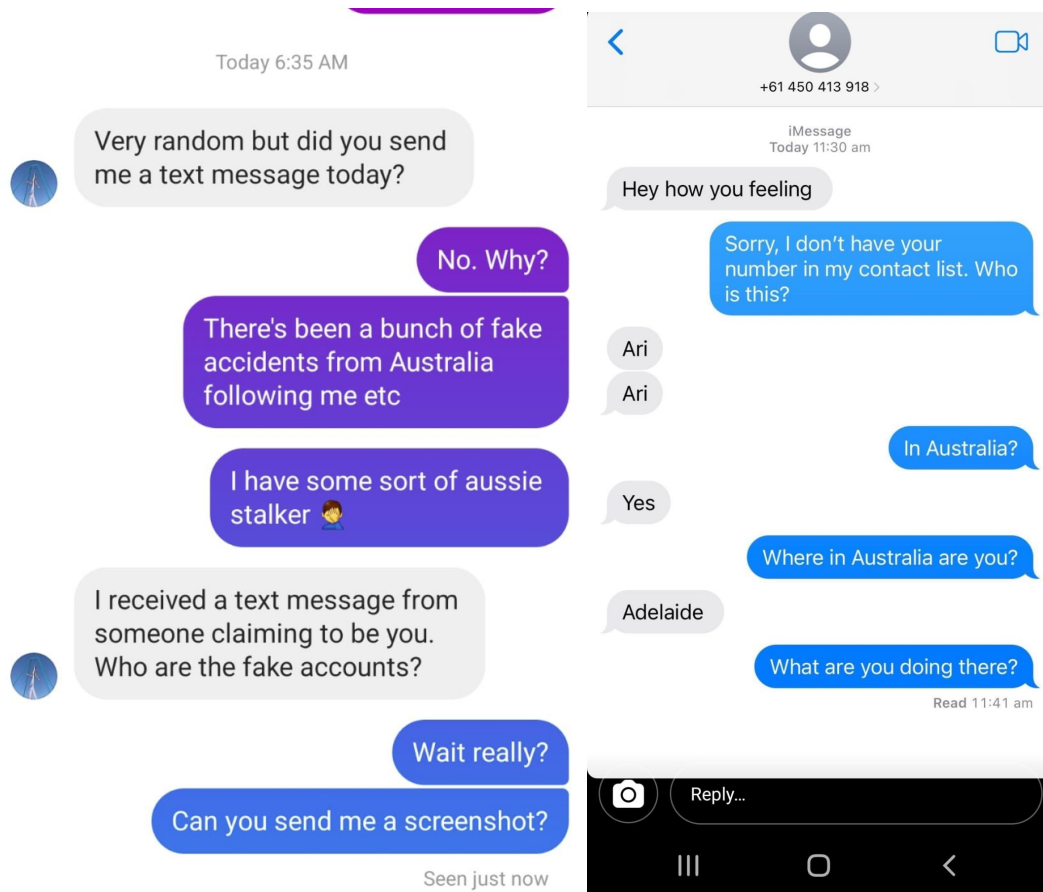 Today 6:35 AM
Very random but did you send
me a text message today?
No. Why?
There's been a bunch of fake
accidents from Australia
following me etc
I have some sort of aussie
stalker 🤦‍♂️
I received a text message from
someone claiming to be you.
Who are the fake accounts?
Wait really?
Can you send me a screenshot?
Seen just now
+61 450 413 918 >
iMessage
Today 11:30 am
Hey how you feeling
Sorry, I don’t have your
number in my contact list. Who
is this?
Ari
Ari
In Australia?
Yes
Where in Australia are you?
Adelaide
What are you doing there?
Read 11:41 am
Reply...